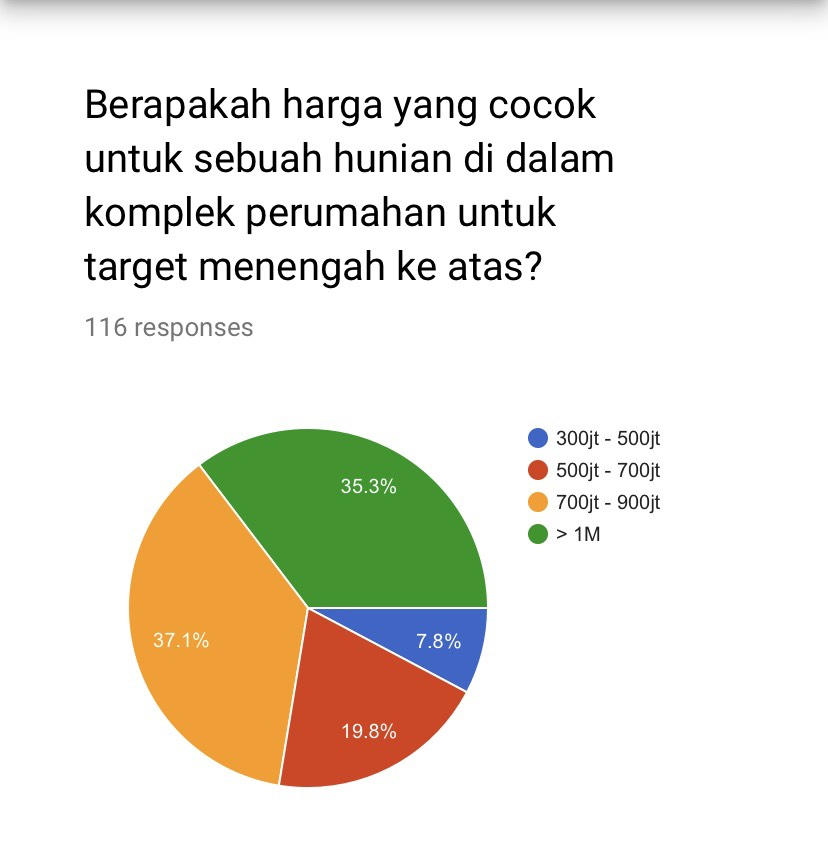 Berapakah harga yang cocok
untuk sebuah hunian di dalam
komplek perumahan untuk
target menengah ke atas?
116 responses
300jt - 500jt
500jt - 700jt
700jt - 900jt
> 1M
35.3%
37.1%
7.8%
19.8%